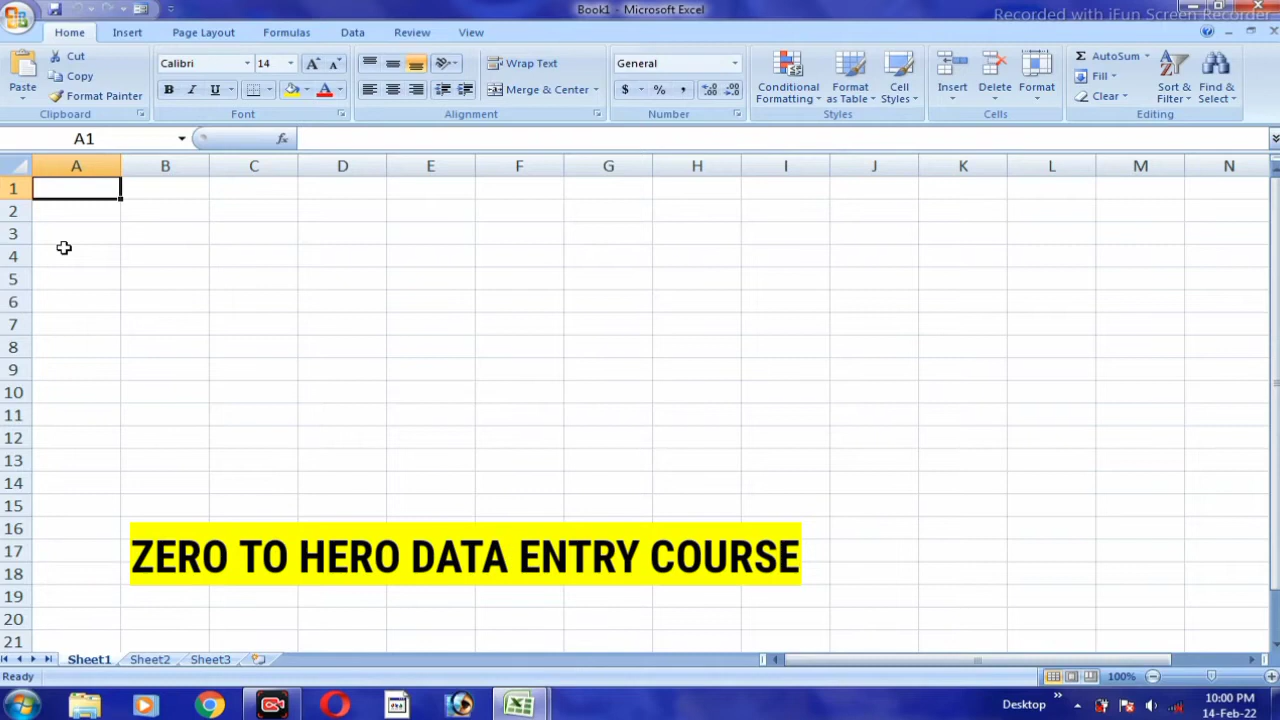 Book1 - Microsoft Excel
Recorded with iFun Screen Recorder
Home Insert Page Layout Formulas Data Review View
Paste
Cut
Copy
Format Painter
Clipboard
Calibri 14
B I U A
Font
Wrap Text
Merge & Center
Alignment
General
$ % ,
Number
Conditional Formatting
Format as Table
Cell Styles
Styles
Insert Delete Format
Cells
Σ AutoSum
Fill
Clear
Sort & Filter
Find & Select
Editing
A1 fx
A B C D E F G H I J K L M N
1
2
3
4
5
6
7
8
9
10
11
12
13
14
15
16
17
18
19
20
21
ZERO TO HERO DATA ENTRY COURSE
Sheet1 Sheet2 Sheet3
Ready 100%
Desktop
10:00 PM
14-Feb-22